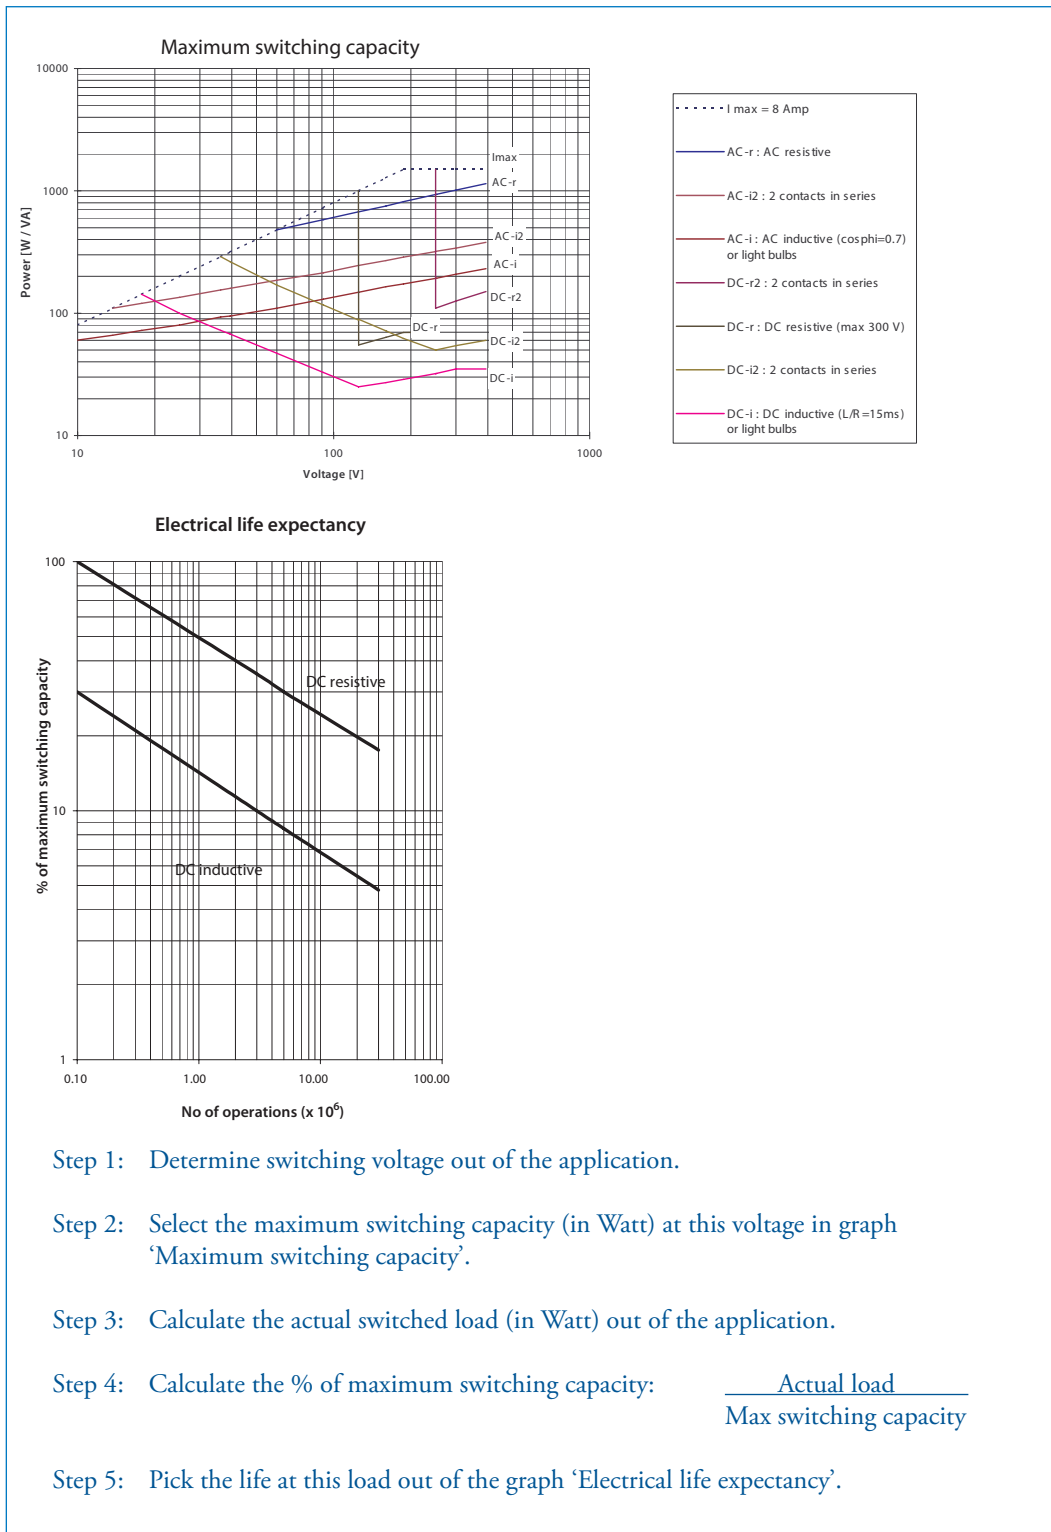 Maximum switching capacity
10000
1000
100
10
10
100
1000
Power [W / VA]
Voltage [V]
Imax
AC-r
AC-i2
AC-i
DC-r2
DC-r
DC-i2
DC-i
I max = 8 Amp
AC-r : AC resistive
AC-i2 : 2 contacts in series
AC-i : AC inductive (cosphi=0.7)
or light bulbs
DC-r2 : 2 contacts in series
DC-r : DC resistive (max 300 V)
DC-i2 : 2 contacts in series
DC-i : DC inductive (L/R=15ms)
or light bulbs
Electrical life expectancy
100
10
1
0.10
1.00
10.00
100.00
% of maximum switching capacity
DC resistive
DC inductive
No of operations (x 10⁶)
Step 1: Determine switching voltage out of the application.
Step 2: Select the maximum switching capacity (in Watt) at this voltage in graph
‘Maximum switching capacity’.
Step 3: Calculate the actual switched load (in Watt) out of the application.
Step 4: Calculate the % of maximum switching capacity: Actual load
Max switching capacity
Step 5: Pick the life at this load out of the graph ‘Electrical life expectancy’.